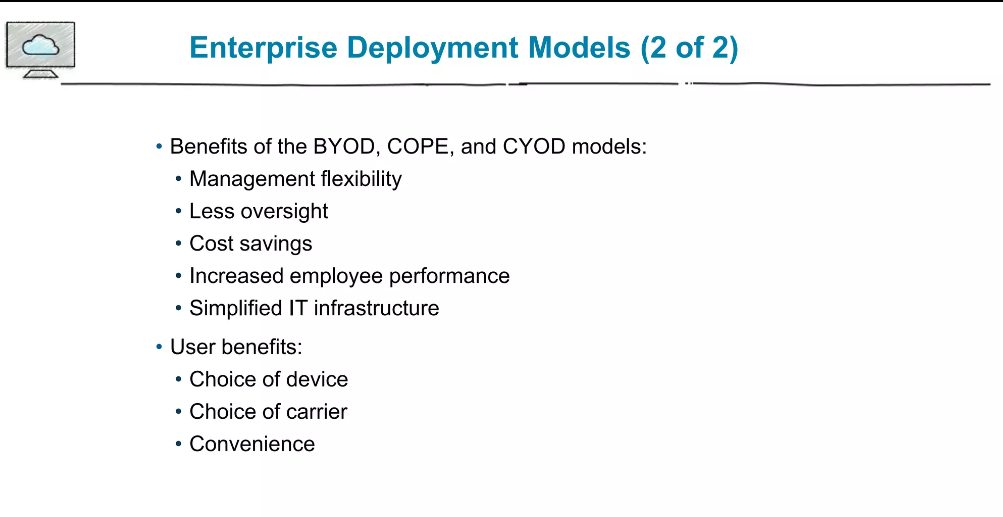 Enterprise Deployment Models (2 of 2)
• Benefits of the BYOD, COPE, and CYOD models:
• Management flexibility
• Less oversight
• Cost savings
• Increased employee performance
• Simplified IT infrastructure
• User benefits:
• Choice of device
• Choice of carrier
• Convenience